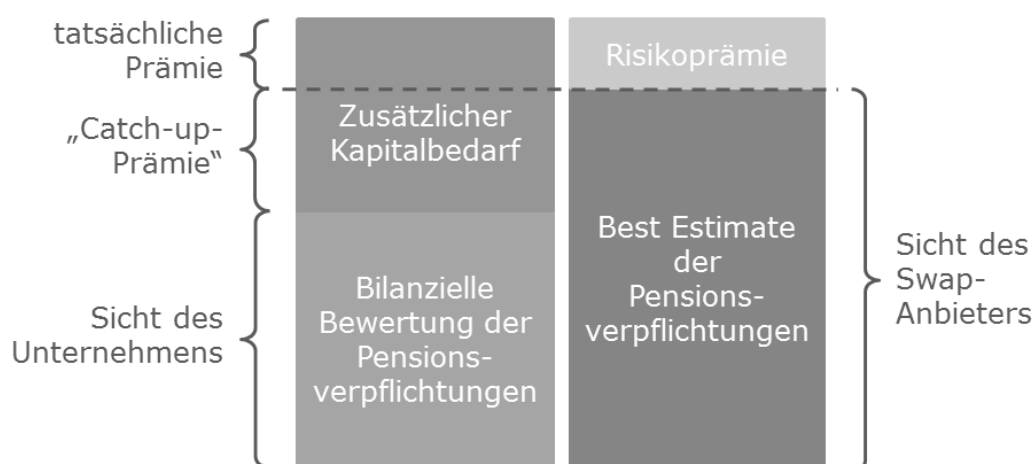 tatsächliche
Prämie
Risikoprämie
„Catch-up-
Prämie“
Zusätzlicher
Kapitalbedarf
Sicht des
Unternehmens
Bilanzielle
Bewertung der
Pensions-
verpflichtungen
Best Estimate
der
Pensions-
verpflichtungen
Sicht des
Swap-
Anbieters